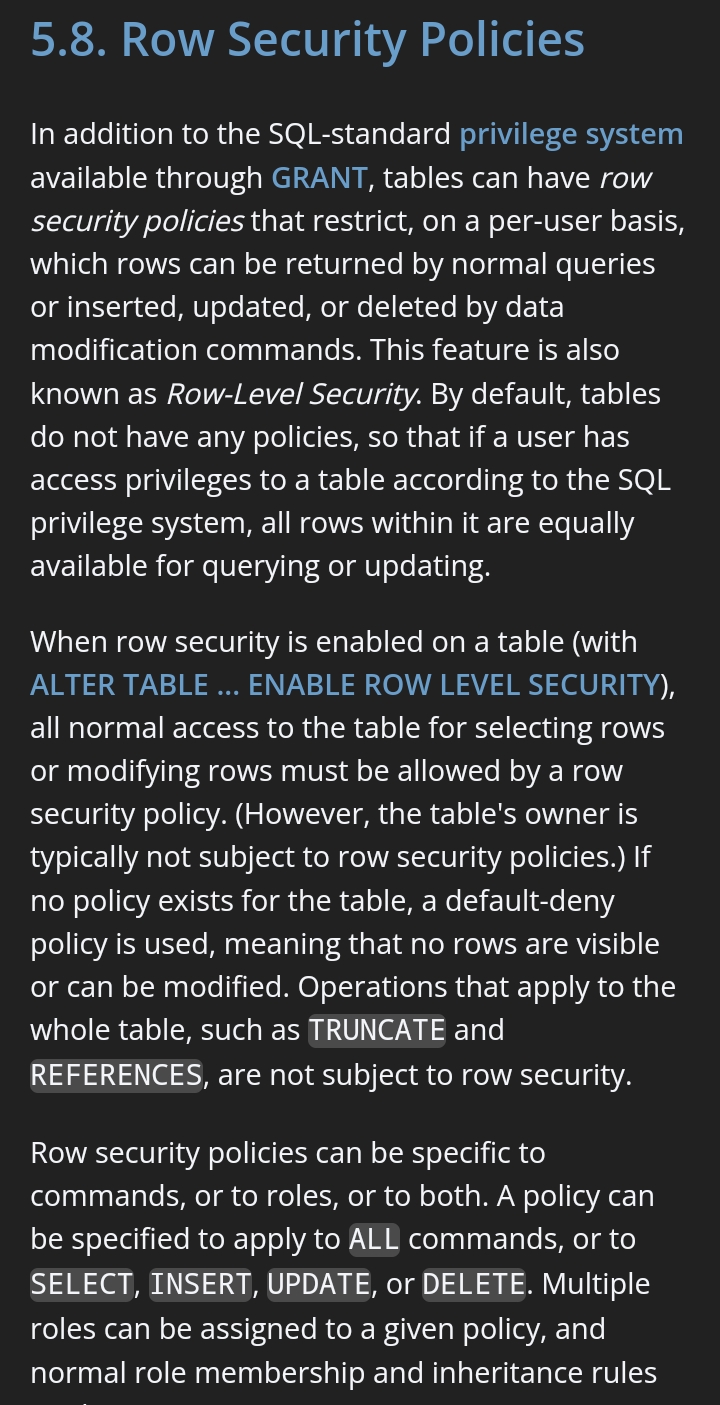 5.8. Row Security Policies
In addition to the SQL-standard privilege system
available through GRANT, tables can have row
security policies that restrict, on a per-user basis,
which rows can be returned by normal queries
or inserted, updated, or deleted by data
modification commands. This feature is also
known as Row-Level Security. By default, tables
do not have any policies, so that if a user has
access privileges to a table according to the SQL
privilege system, all rows within it are equally
available for querying or updating.
When row security is enabled on a table (with
ALTER TABLE ... ENABLE ROW LEVEL SECURITY),
all normal access to the table for selecting rows
or modifying rows must be allowed by a row
security policy. (However, the table's owner is
typically not subject to row security policies.) If
no policy exists for the table, a default-deny
policy is used, meaning that no rows are visible
or can be modified. Operations that apply to the
whole table, such as TRUNCATE and
REFERENCES, are not subject to row security.
Row security policies can be specific to
commands, or to roles, or to both. A policy can
be specified to apply to ALL commands, or to
SELECT, INSERT, UPDATE, or DELETE. Multiple
roles can be assigned to a given policy, and
normal role membership and inheritance rules